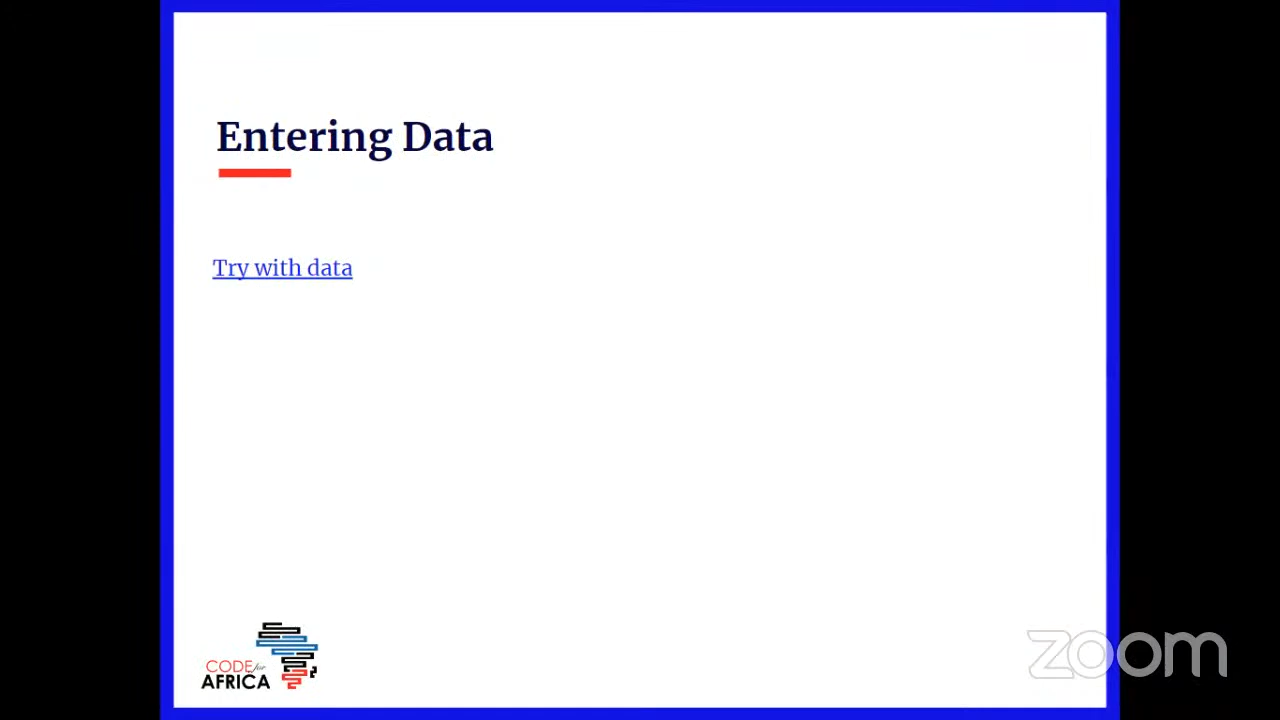 Entering Data
Try with data
CODE for
AFRICA
zoom